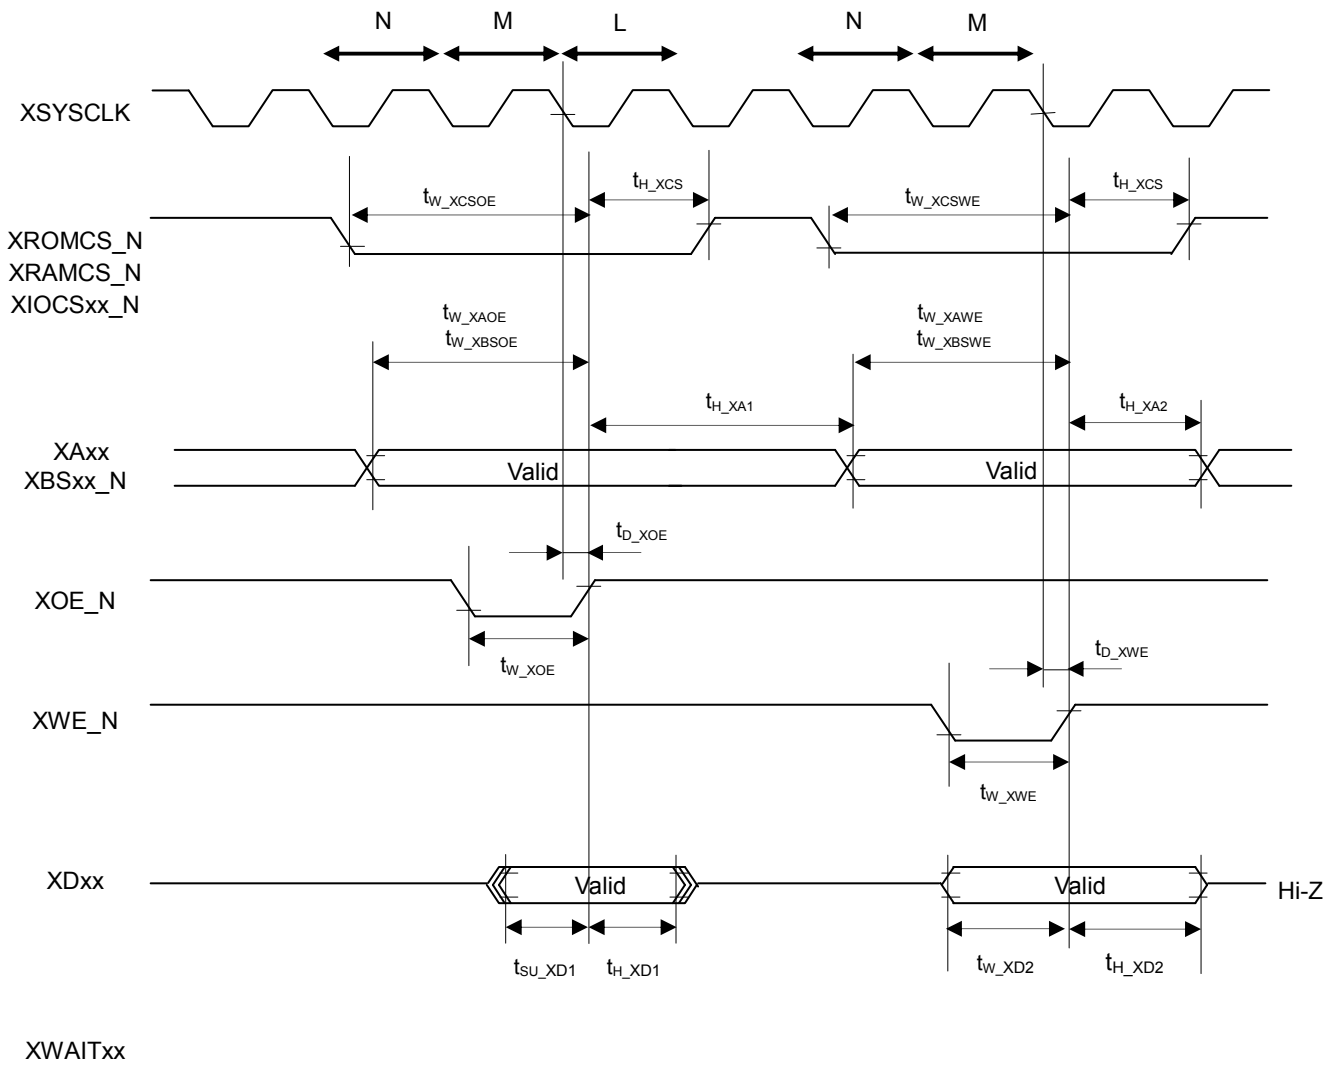 N M L N M
XSYSCLK
tW_XCSOE tH_XCS tW_XCSWE tH_XCS
XROMCS_N
XRAMCS_N
XIOCSxx_N
tW_XAOE tW_XAWE
tW_XBSOE tW_XBSWE
tH_XA1 tH_XA2
XAxx
XBSxx_N
Valid Valid
tD_XOE
XOE_N
tW_XOE
tD_XWE
XWE_N
tW_XWE
XDxx Valid Valid Hi-Z
tSU_XD1 tH_XD1 tW_XD2 tH_XD2
XWAITxx